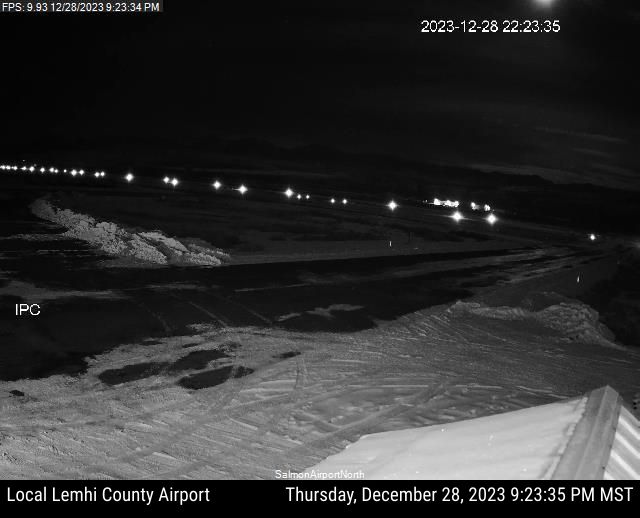 FPS: 9.93 12/28/2023 9:23:34 PM
2023-12-28 22:23:35
IPC
SalmonAirportNorth
Local Lemhi County Airport Thursday, December 28, 2023 9:23:35 PM MST